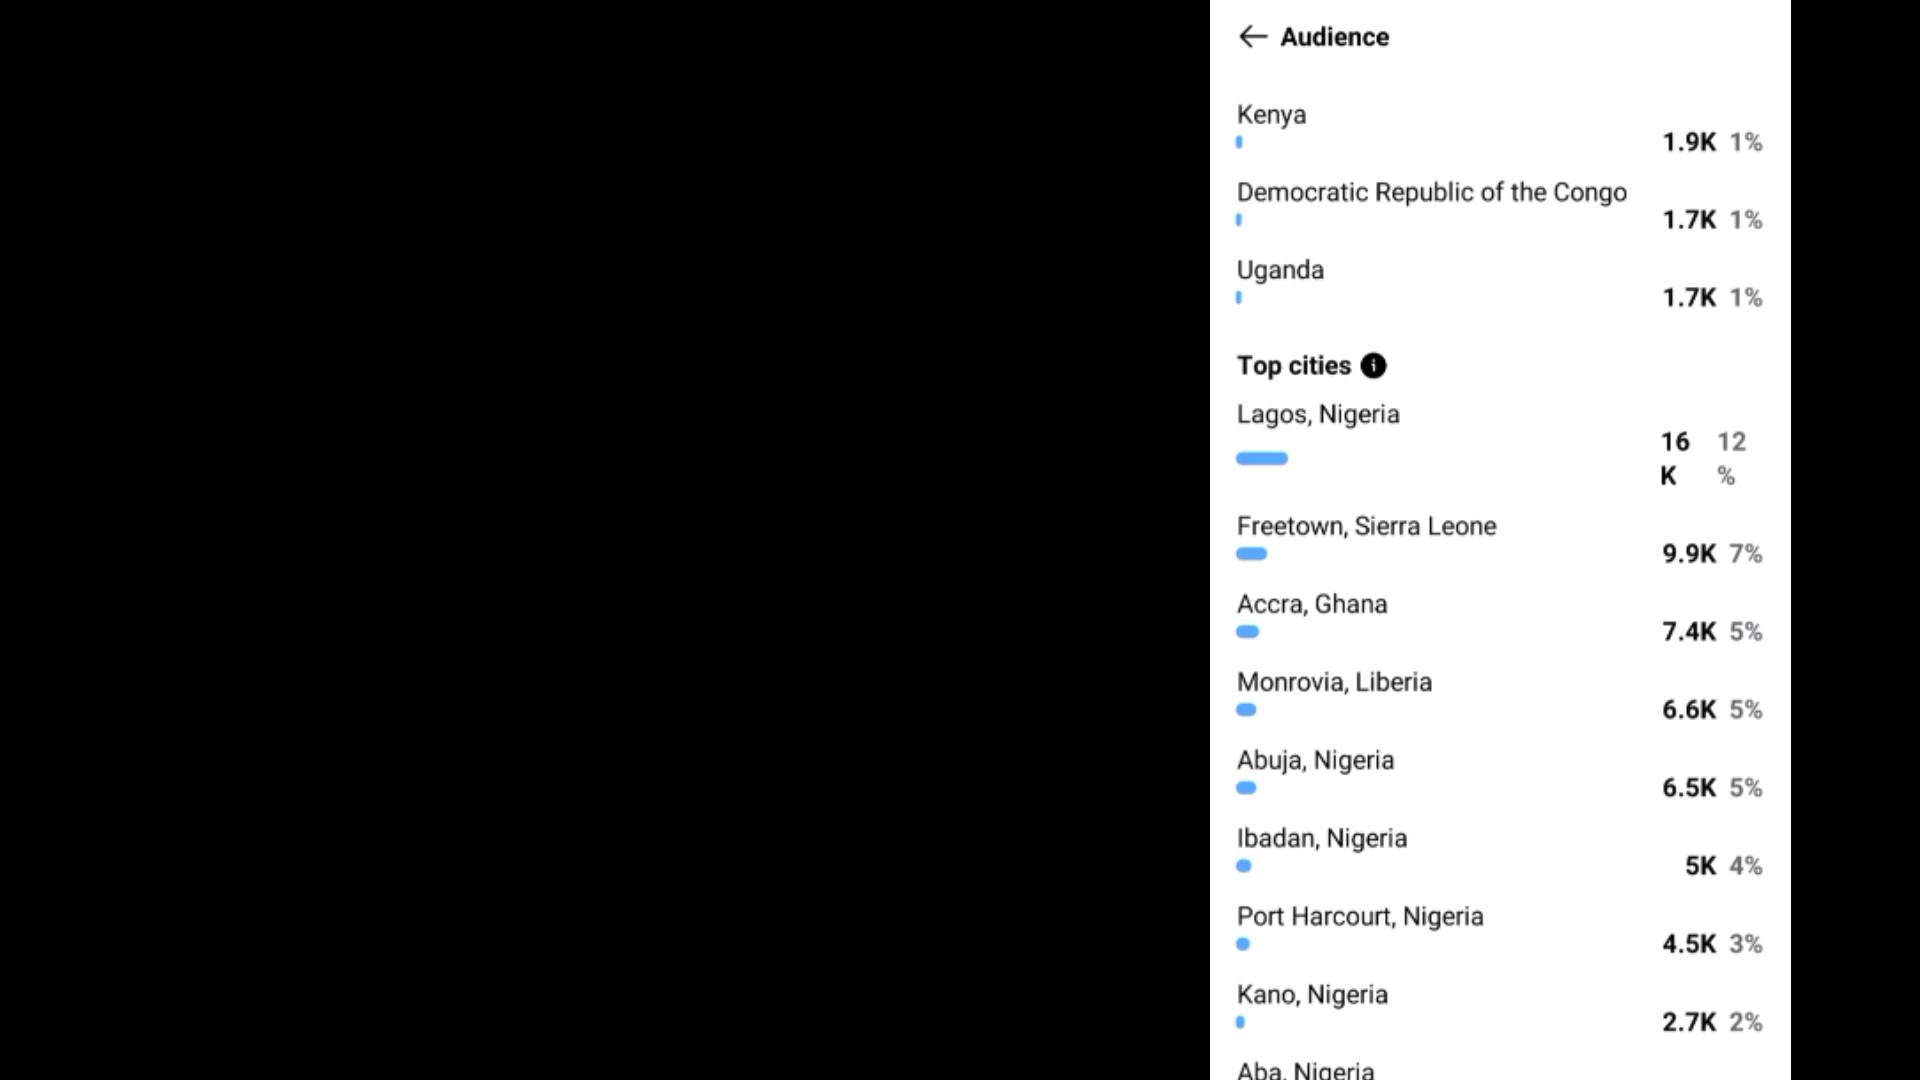 Audience
Kenya
1.9K 1%
Democratic Republic of the Congo
1.7K 1%
Uganda
1.7K 1%
Top cities
Lagos, Nigeria
16 12
K %
Freetown, Sierra Leone
9.9K 7%
Accra, Ghana
7.4K 5%
Monrovia, Liberia
6.6K 5%
Abuja, Nigeria
6.5K 5%
Ibadan, Nigeria
5K 4%
Port Harcourt, Nigeria
4.5K 3%
Kano, Nigeria
2.7K 2%
Aba, Nigeria